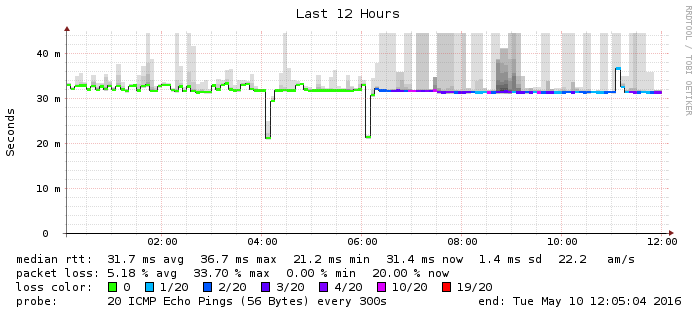 Last 12 Hours
RRDTOOL / TOBI OETIKER
Seconds
40 m
30 m
20 m
10 m
0
02:00 04:00 06:00 08:00 10:00 12:00
median rtt: 31.7 ms avg 36.7 ms max 21.2 ms min 31.4 ms now 1.4 ms sd 22.2 am/s
packet loss: 5.18 % avg 33.70 % max 0.00 % min 20.00 % now
loss color: 0 1/20 2/20 3/20 4/20 10/20 19/20
probe: 20 ICMP Echo Pings (56 Bytes) every 300s end: Tue May 10 12:05:04 2016